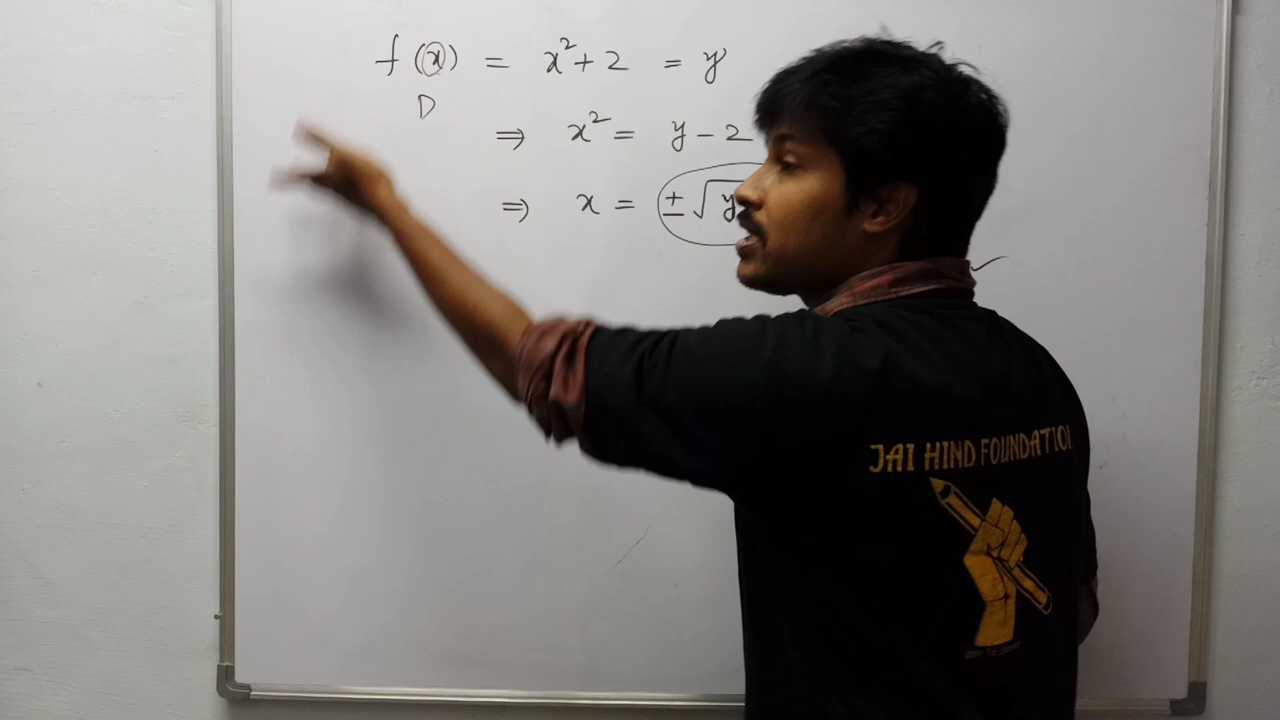 f(x) = x² + 2 = y
D
⇒ x² = y - 2
⇒ x = ± √y
JAI HIND FOUNDATION